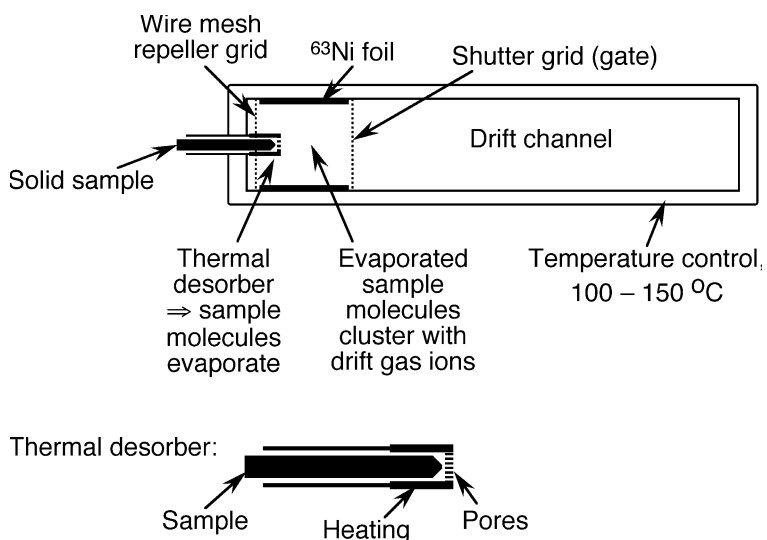 Wire mesh
repeller grid
63Ni foil
Shutter grid (gate)
Drift channel
Solid sample
Thermal
desorber
⇒ sample
molecules
evaporate
Evaporated
sample
molecules
cluster with
drift gas ions
Temperature control,
100 – 150 °C
Thermal desorber:
Sample
Heating
Pores